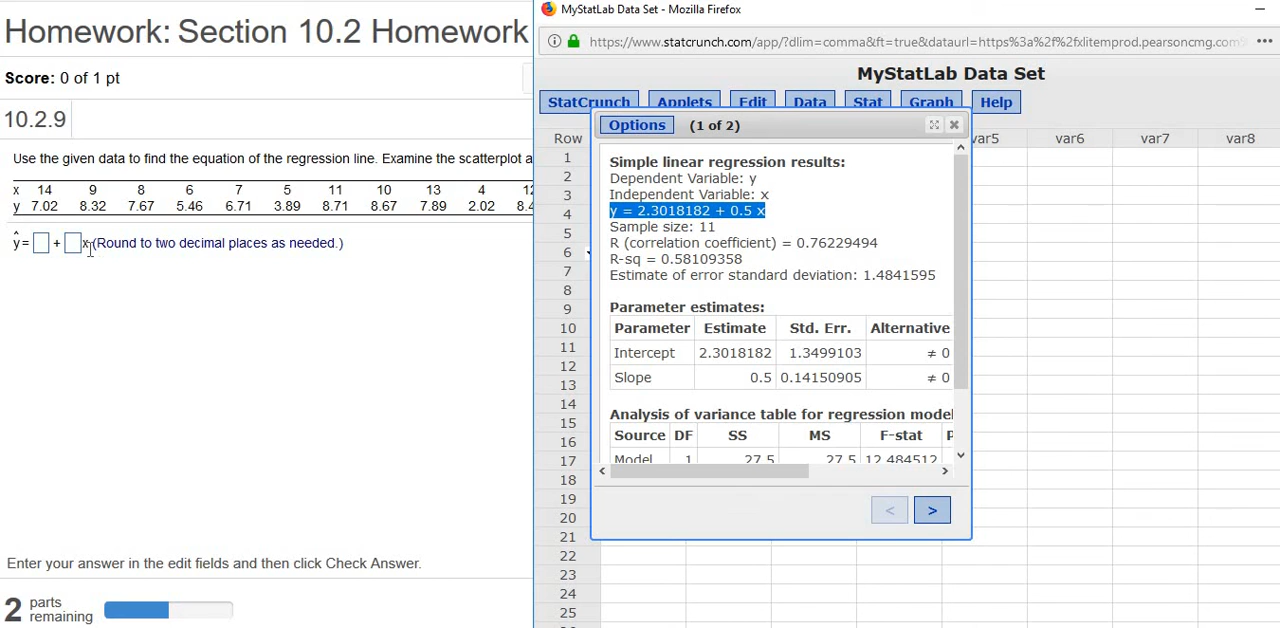 Homework: Section 10.2 Homework
Score: 0 of 1 pt
10.2.9
Use the given data to find the equation of the regression line. Examine the scatterplot a
x 14 9 8 6 7 5 11 10 13 4 12
y 7.02 8.32 7.67 5.46 6.71 3.89 8.71 8.67 7.89 2.02 8.4
ŷ = + x (Round to two decimal places as needed.)
Enter your answer in the edit fields and then click Check Answer.
2 parts remaining
MyStatLab Data Set - Mozilla Firefox
https://www.statcrunch.com/app/?dlim=comma&ft=true&dataurl=https%3a%2f%2fxlitemprod.pearsoncmg.com
MyStatLab Data Set
StatCrunch Applets Edit Data Stat Graph Help
Row var5 var6 var7 var8
1
2
3
4
5
6
7
8
9
10
11
12
13
14
15
16
17
18
19
20
21
22
23
24
25
Options (1 of 2)
Simple linear regression results:
Dependent Variable: y
Independent Variable: x
y = 2.3018182 + 0.5 x
Sample size: 11
R (correlation coefficient) = 0.76229494
R-sq = 0.58109358
Estimate of error standard deviation: 1.4841595
Parameter estimates:
Parameter Estimate Std. Err. Alternative
Intercept 2.3018182 1.3499103 ≠ 0
Slope 0.5 0.14150905 ≠ 0
Analysis of variance table for regression model
Source DF SS MS F-stat P
Model 1 27.5 27.5 12.484512
< >